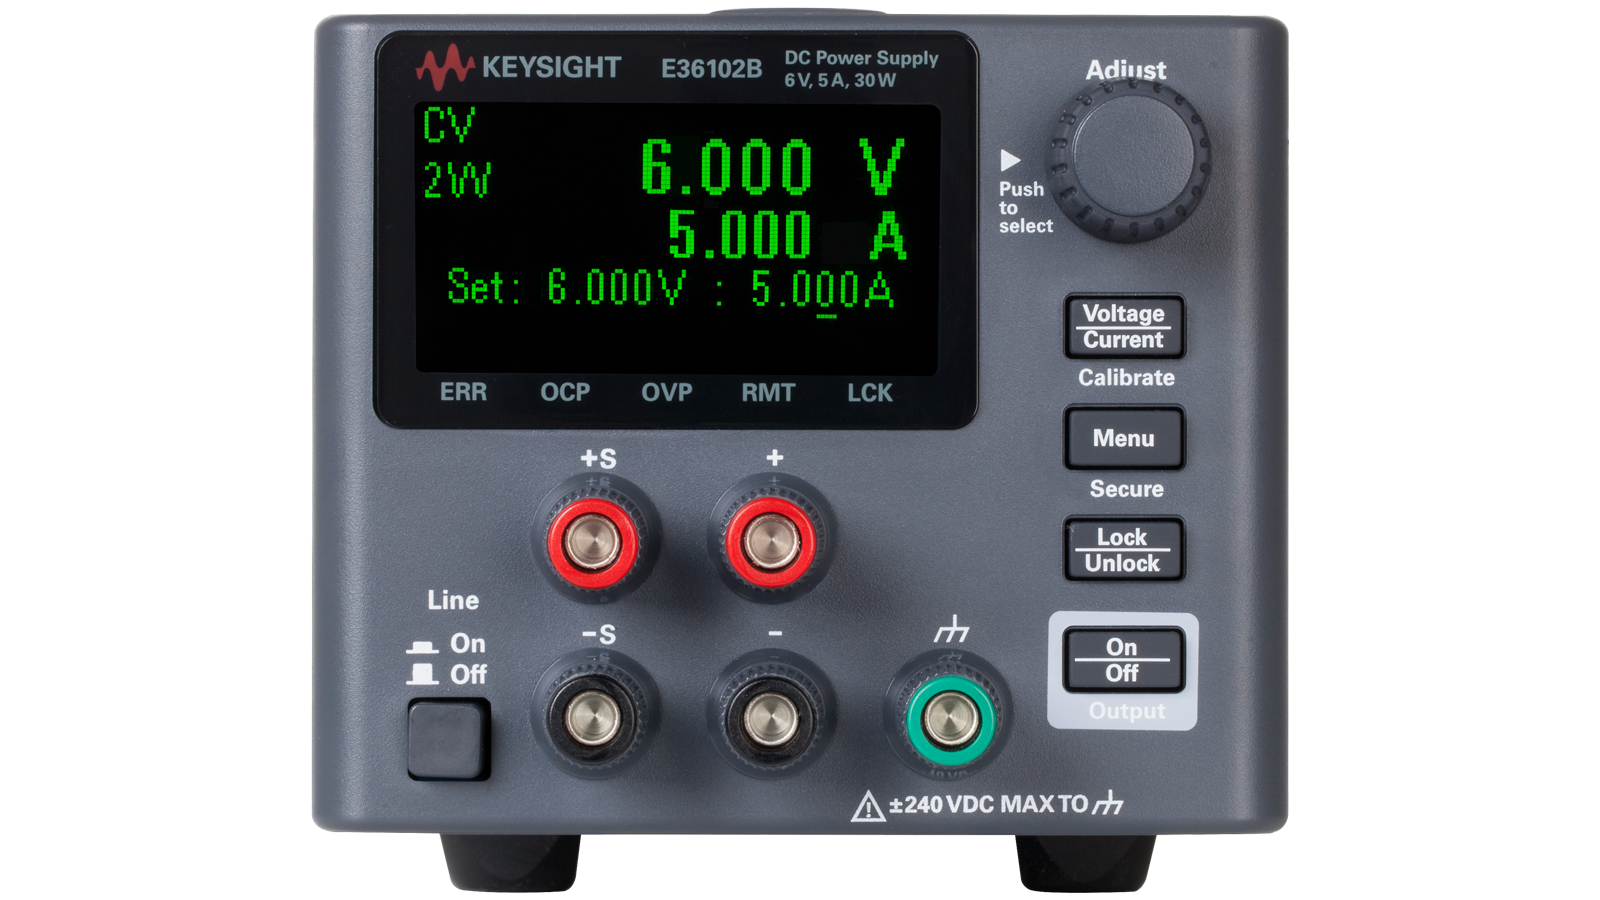 KEYSIGHT E36102B DC Power Supply
6V, 5A, 30W
CV
6.000 V
2W
5.000 A
Set: 6.000V : 5.000A
ERR OCP OVP RMT LCK
Adjust
Push
to
select
Voltage
Current
Calibrate
Menu
Secure
Lock
Unlock
+S +
Line
On
Off
-S -
On
Off
Output
±240 VDC MAX TO